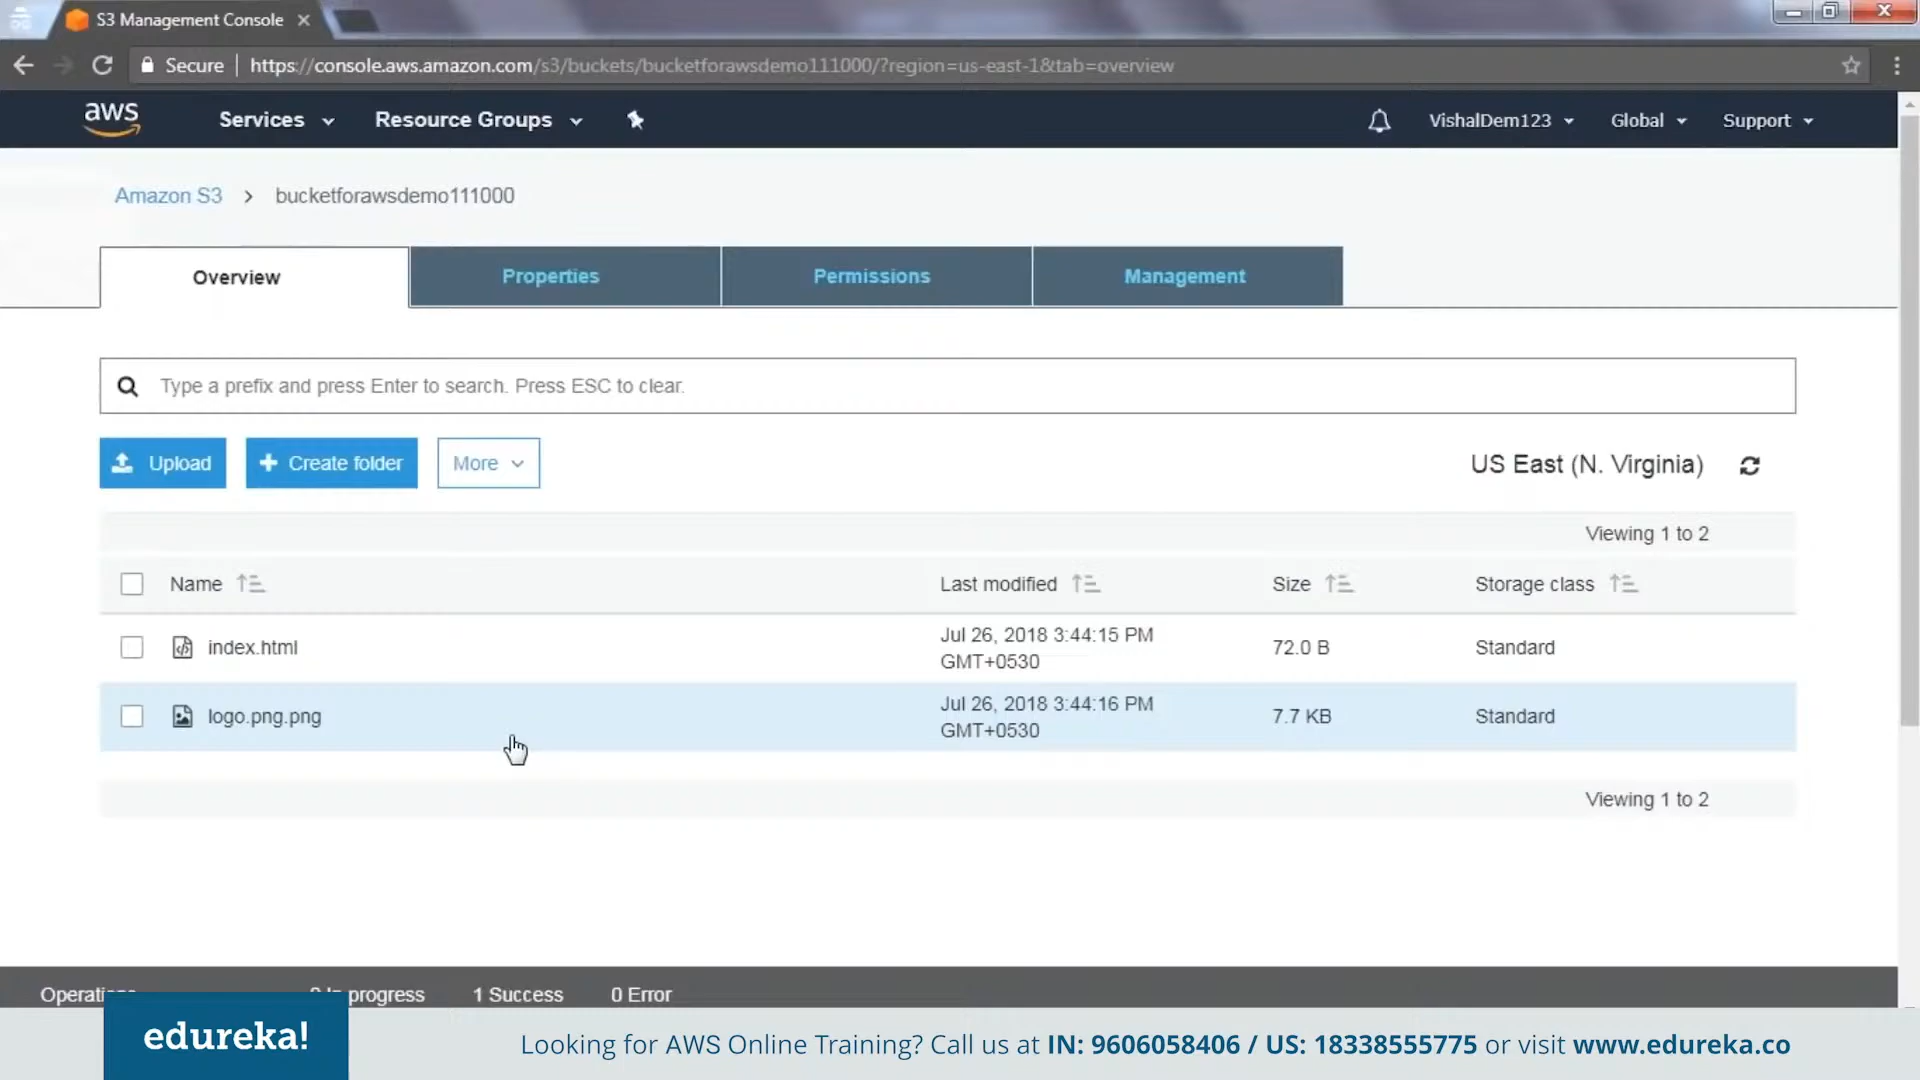 S3 Management Console
Secure | https://console.aws.amazon.com/s3/buckets/bucketforawsdemo111000/?region=us-east-1&tab=overview
aws Services Resource Groups VishalDem123 Global Support
Amazon S3 > bucketforawsdemo111000
Overview Properties Permissions Management
Type a prefix and press Enter to search. Press ESC to clear.
Upload Create folder More US East (N. Virginia)
Viewing 1 to 2
Name Last modified Size Storage class
index.html Jul 26, 2018 3:44:15 PM GMT+0530 72.0 B Standard
logo.png.png Jul 26, 2018 3:44:16 PM GMT+0530 7.7 KB Standard
Viewing 1 to 2
progress 1 Success 0 Error
edureka!
Looking for AWS Online Training? Call us at IN: 9606058406 / US: 18338555775 or visit www.edureka.co